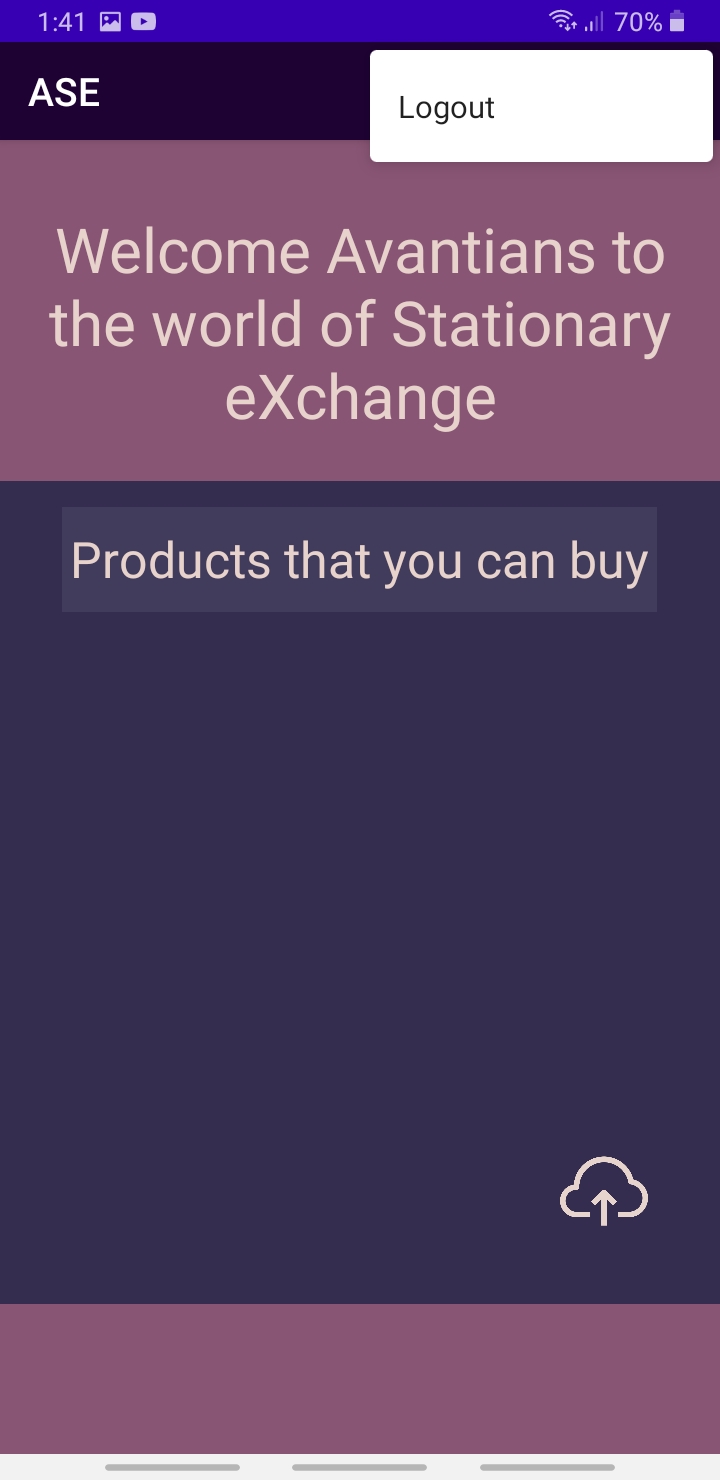 1:41 70%
ASE
Logout
Welcome Avantians to
the world of Stationary
eXchange
Products that you can buy